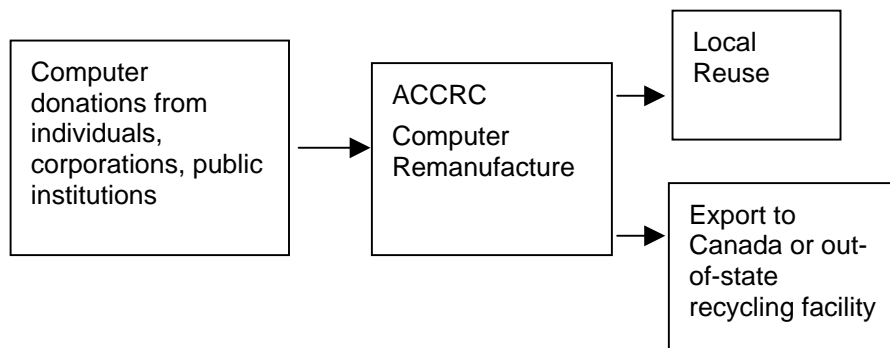 Computer
donations from
individuals,
corporations, public
institutions
ACCRC
Computer
Remanufacture
Local
Reuse
Export to
Canada or out-
of-state
recycling facility